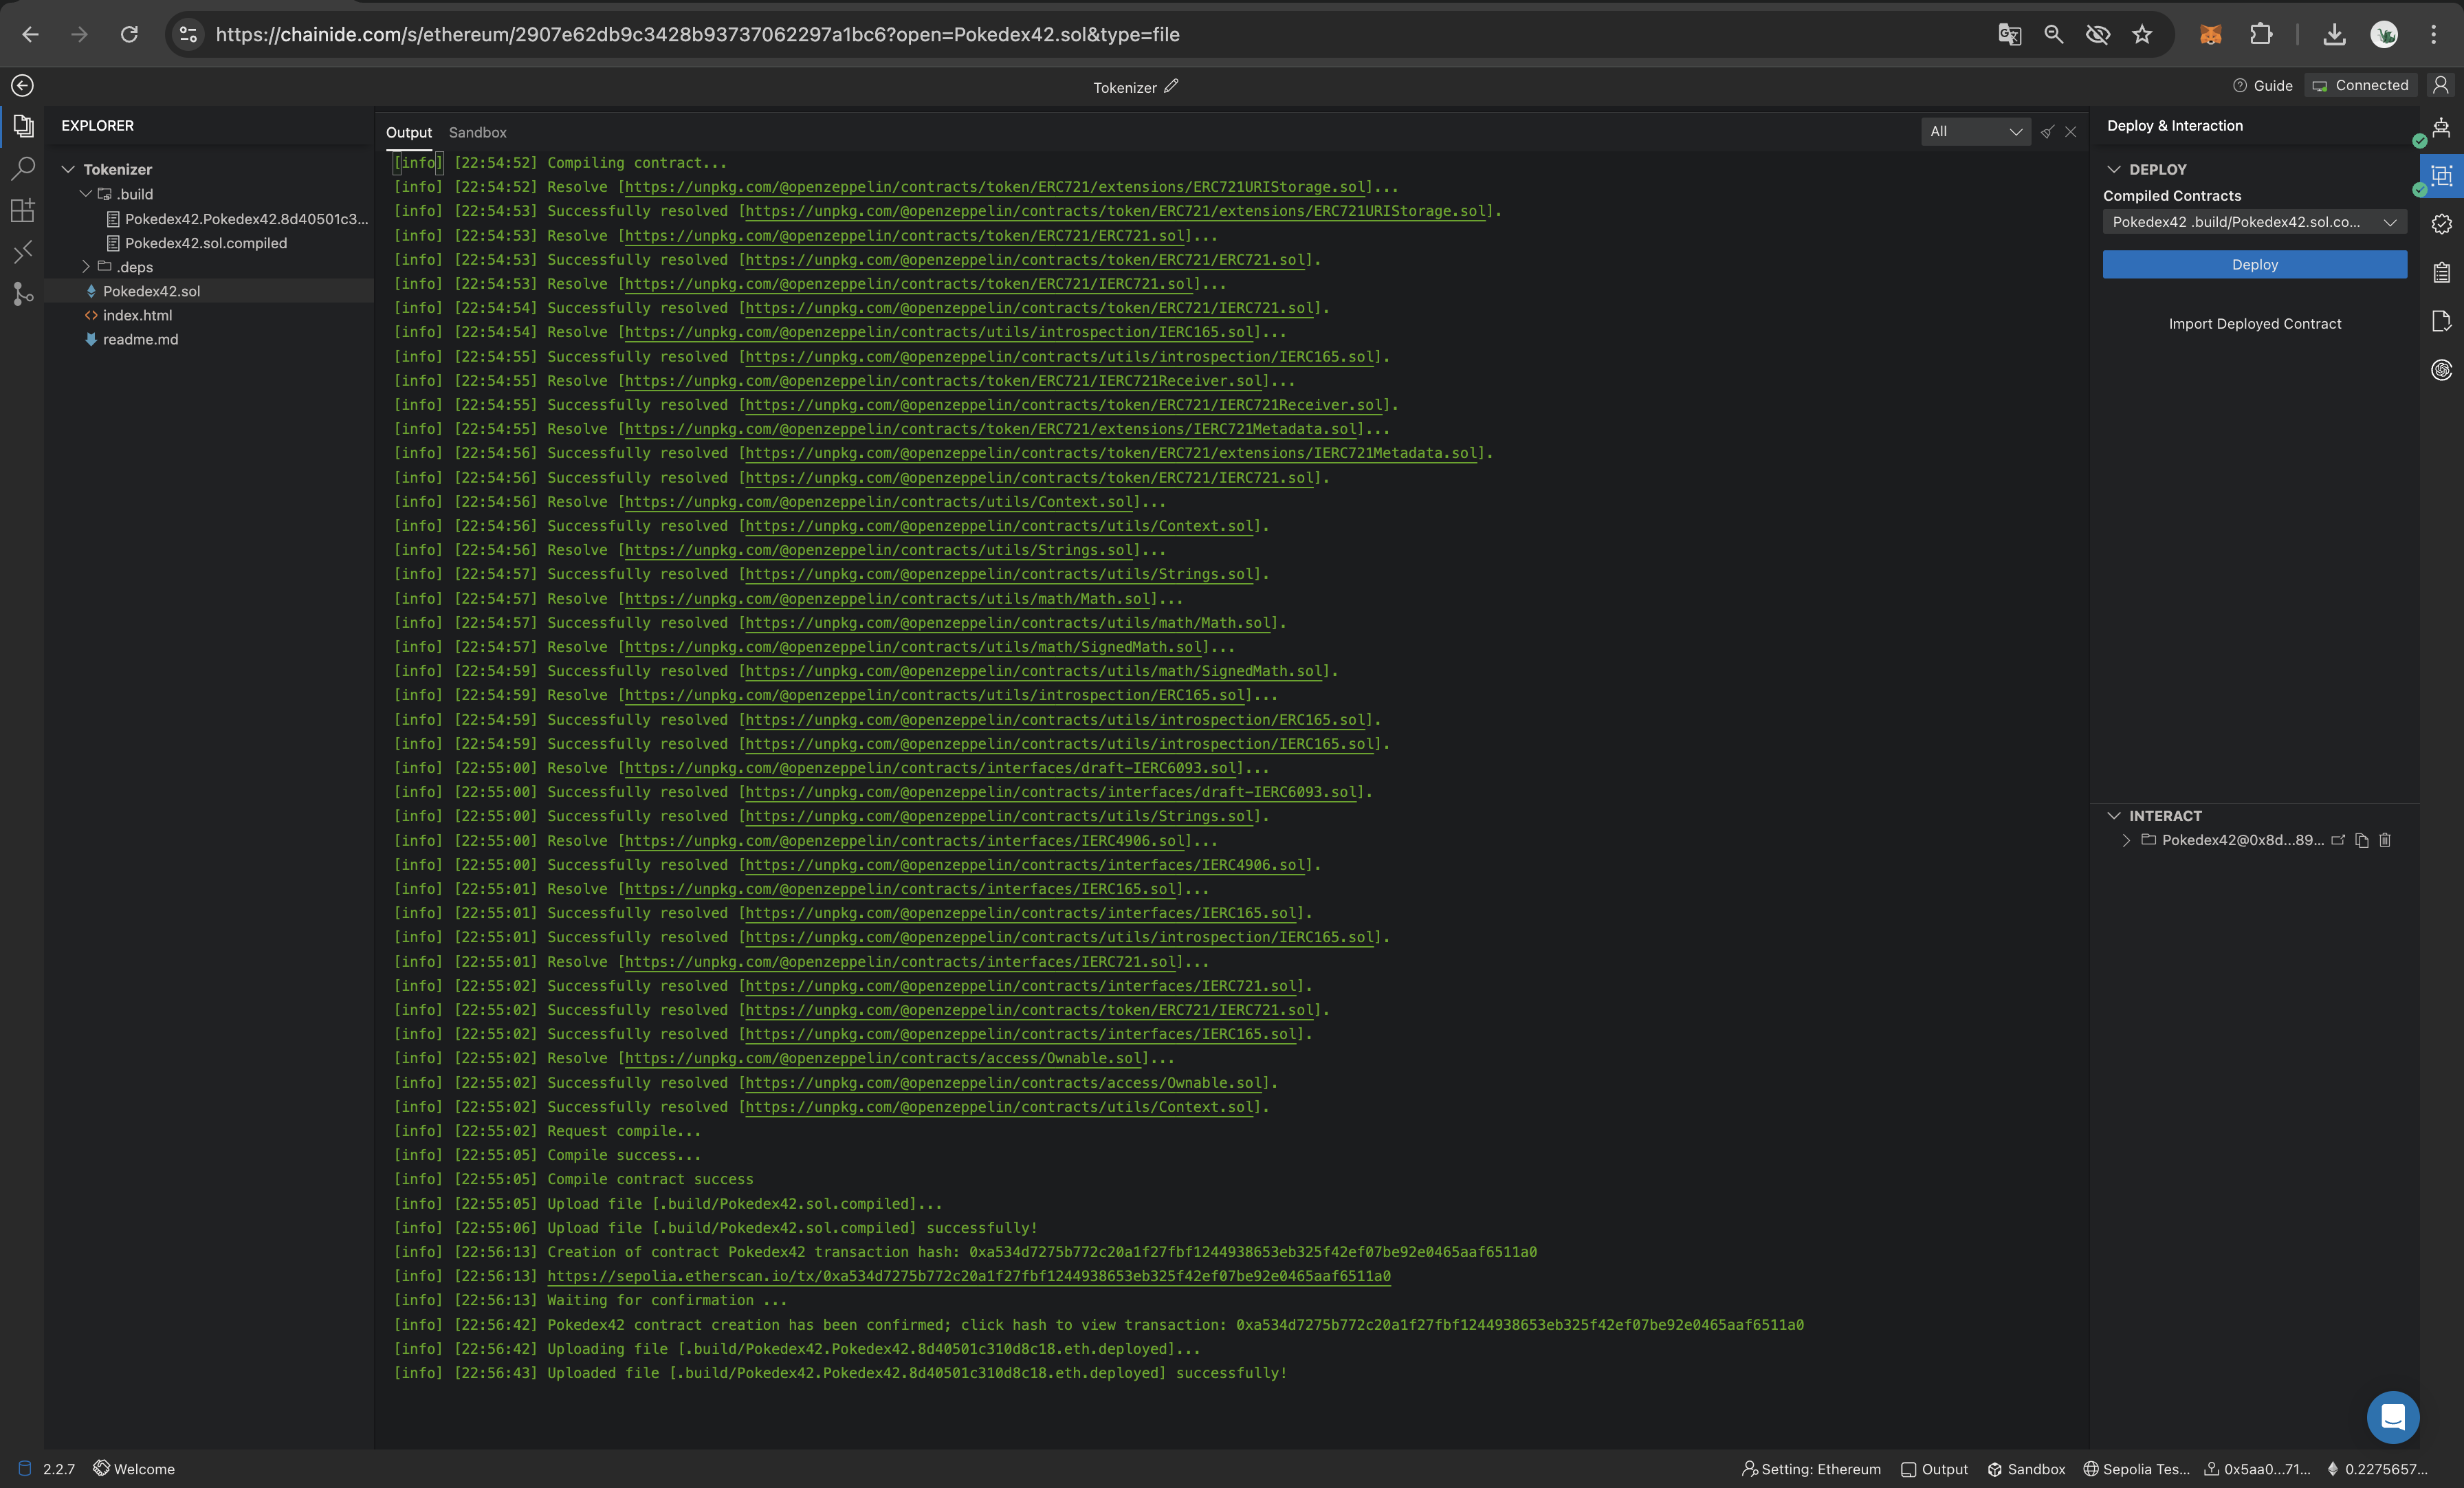 https://chainide.com/s/ethereum/2907e62db9c3428b93737062297a1bc6?open=Pokedex42.sol&type=file
Tokenizer
Guide
Connected
EXPLORER
Tokenizer
.build
Pokedex42.Pokedex42.8d40501c3...
Pokedex42.sol.compiled
.deps
Pokedex42.sol
index.html
readme.md
Output Sandbox
All
[info] [22:54:52] Compiling contract...
[info] [22:54:52] Resolve [https://unpkg.com/@openzeppelin/contracts/token/ERC721/extensions/ERC721URIStorage.sol]...
[info] [22:54:53] Successfully resolved [https://unpkg.com/@openzeppelin/contracts/token/ERC721/extensions/ERC721URIStorage.sol].
[info] [22:54:53] Resolve [https://unpkg.com/@openzeppelin/contracts/token/ERC721/ERC721.sol]...
[info] [22:54:53] Successfully resolved [https://unpkg.com/@openzeppelin/contracts/token/ERC721/ERC721.sol].
[info] [22:54:53] Resolve [https://unpkg.com/@openzeppelin/contracts/token/ERC721/IERC721.sol]...
[info] [22:54:54] Successfully resolved [https://unpkg.com/@openzeppelin/contracts/token/ERC721/IERC721.sol].
[info] [22:54:54] Resolve [https://unpkg.com/@openzeppelin/contracts/utils/introspection/IERC165.sol]...
[info] [22:54:55] Successfully resolved [https://unpkg.com/@openzeppelin/contracts/utils/introspection/IERC165.sol].
[info] [22:54:55] Resolve [https://unpkg.com/@openzeppelin/contracts/token/ERC721/IERC721Receiver.sol]...
[info] [22:54:55] Successfully resolved [https://unpkg.com/@openzeppelin/contracts/token/ERC721/IERC721Receiver.sol].
[info] [22:54:55] Resolve [https://unpkg.com/@openzeppelin/contracts/token/ERC721/extensions/IERC721Metadata.sol]...
[info] [22:54:56] Successfully resolved [https://unpkg.com/@openzeppelin/contracts/token/ERC721/extensions/IERC721Metadata.sol].
[info] [22:54:56] Successfully resolved [https://unpkg.com/@openzeppelin/contracts/token/ERC721/IERC721.sol].
[info] [22:54:56] Resolve [https://unpkg.com/@openzeppelin/contracts/utils/Context.sol]...
[info] [22:54:56] Successfully resolved [https://unpkg.com/@openzeppelin/contracts/utils/Context.sol].
[info] [22:54:56] Resolve [https://unpkg.com/@openzeppelin/contracts/utils/Strings.sol]...
[info] [22:54:57] Successfully resolved [https://unpkg.com/@openzeppelin/contracts/utils/Strings.sol].
[info] [22:54:57] Resolve [https://unpkg.com/@openzeppelin/contracts/utils/math/Math.sol]...
[info] [22:54:57] Successfully resolved [https://unpkg.com/@openzeppelin/contracts/utils/math/Math.sol].
[info] [22:54:57] Resolve [https://unpkg.com/@openzeppelin/contracts/utils/math/SignedMath.sol]...
[info] [22:54:59] Successfully resolved [https://unpkg.com/@openzeppelin/contracts/utils/math/SignedMath.sol].
[info] [22:54:59] Resolve [https://unpkg.com/@openzeppelin/contracts/utils/introspection/ERC165.sol]...
[info] [22:54:59] Successfully resolved [https://unpkg.com/@openzeppelin/contracts/utils/introspection/ERC165.sol].
[info] [22:54:59] Successfully resolved [https://unpkg.com/@openzeppelin/contracts/utils/introspection/IERC165.sol].
[info] [22:55:00] Resolve [https://unpkg.com/@openzeppelin/contracts/interfaces/draft-IERC6093.sol]...
[info] [22:55:00] Successfully resolved [https://unpkg.com/@openzeppelin/contracts/interfaces/draft-IERC6093.sol].
[info] [22:55:00] Successfully resolved [https://unpkg.com/@openzeppelin/contracts/utils/Strings.sol].
[info] [22:55:00] Resolve [https://unpkg.com/@openzeppelin/contracts/interfaces/IERC4906.sol]...
[info] [22:55:00] Successfully resolved [https://unpkg.com/@openzeppelin/contracts/interfaces/IERC4906.sol].
[info] [22:55:01] Resolve [https://unpkg.com/@openzeppelin/contracts/interfaces/IERC165.sol]...
[info] [22:55:01] Successfully resolved [https://unpkg.com/@openzeppelin/contracts/interfaces/IERC165.sol].
[info] [22:55:01] Successfully resolved [https://unpkg.com/@openzeppelin/contracts/utils/introspection/IERC165.sol].
[info] [22:55:01] Resolve [https://unpkg.com/@openzeppelin/contracts/interfaces/IERC721.sol]...
[info] [22:55:02] Successfully resolved [https://unpkg.com/@openzeppelin/contracts/interfaces/IERC721.sol].
[info] [22:55:02] Successfully resolved [https://unpkg.com/@openzeppelin/contracts/token/ERC721/IERC721.sol].
[info] [22:55:02] Successfully resolved [https://unpkg.com/@openzeppelin/contracts/interfaces/IERC165.sol].
[info] [22:55:02] Resolve [https://unpkg.com/@openzeppelin/contracts/access/Ownable.sol]...
[info] [22:55:02] Successfully resolved [https://unpkg.com/@openzeppelin/contracts/access/Ownable.sol].
[info] [22:55:02] Successfully resolved [https://unpkg.com/@openzeppelin/contracts/utils/Context.sol].
[info] [22:55:02] Request compile...
[info] [22:55:05] Compile success...
[info] [22:55:05] Compile contract success
[info] [22:55:05] Upload file [.build/Pokedex42.sol.compiled]...
[info] [22:55:06] Upload file [.build/Pokedex42.sol.compiled] successfully!
[info] [22:56:13] Creation of contract Pokedex42 transaction hash: 0xa534d7275b772c20a1f27fbf1244938653eb325f42ef07be92e0465aaf6511a0
[info] [22:56:13] https://sepolia.etherscan.io/tx/0xa534d7275b772c20a1f27fbf1244938653eb325f42ef07be92e0465aaf6511a0
[info] [22:56:13] Waiting for confirmation ...
[info] [22:56:42] Pokedex42 contract creation has been confirmed; click hash to view transaction: 0xa534d7275b772c20a1f27fbf1244938653eb325f42ef07be92e0465aaf6511a0
[info] [22:56:42] Uploading file [.build/Pokedex42.Pokedex42.8d40501c310d8c18.eth.deployed]...
[info] [22:56:43] Uploaded file [.build/Pokedex42.Pokedex42.8d40501c310d8c18.eth.deployed] successfully!
Deploy & Interaction
DEPLOY
Compiled Contracts
Pokedex42 .build/Pokedex42.sol.co...
Deploy
Import Deployed Contract
INTERACT
Pokedex42@0x8d...89...
2.2.7
Welcome
Setting: Ethereum
Output
Sandbox
Sepolia Tes...
0x5aa0...71...
0.2275657...